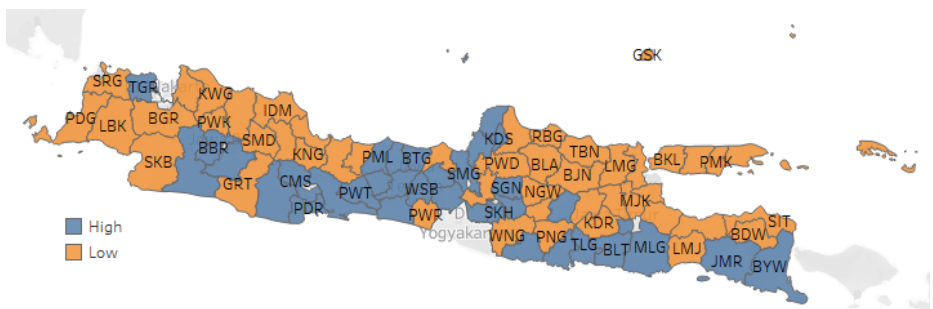 GSK
SRG
TGR
Jakarta
KWG
PDG
LBK
BGR
PWK
IDM
SKB
BBR
SMD
KNG
GRT
CMS
PDR
PWT
PML
BTG
WSB
PWR
SMG
KDS
PWD
SGN
SKH
WNG
RBG
BLA
NGW
PNG
TBN
BJN
LMG
MJK
KDR
TLG
BLT
MLG
BKL
PMK
LMJ
SIT
BDW
JMR
BYW
Yogyakar
High
Low